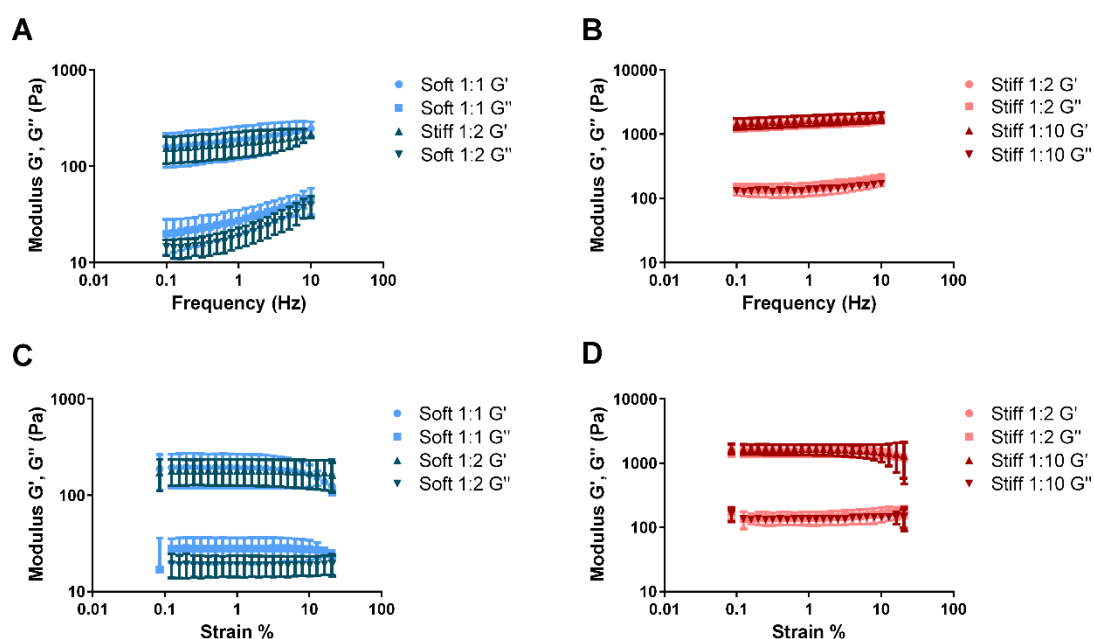 A
Modulus G', G'' (Pa)
1000
100
10
0.01
0.1
1
10
100
Frequency (Hz)
Soft 1:1 G'
Soft 1:1 G''
Stiff 1:2 G'
Soft 1:2 G''
B
Modulus G', G'' (Pa)
10000
1000
100
10
0.01
0.1
1
10
100
Frequency (Hz)
Stiff 1:2 G'
Stiff 1:2 G''
Stiff 1:10 G'
Stiff 1:10 G''
C
Modulus G', G'' (Pa)
1000
100
10
0.01
0.1
1
10
100
Strain %
Soft 1:1 G'
Soft 1:1 G''
Soft 1:2 G'
Soft 1:2 G''
D
Modulus G', G'' (Pa)
10000
1000
100
10
0.01
0.1
1
10
100
Strain %
Stiff 1:2 G'
Stiff 1:2 G''
Stiff 1:10 G'
Stiff 1:10 G''